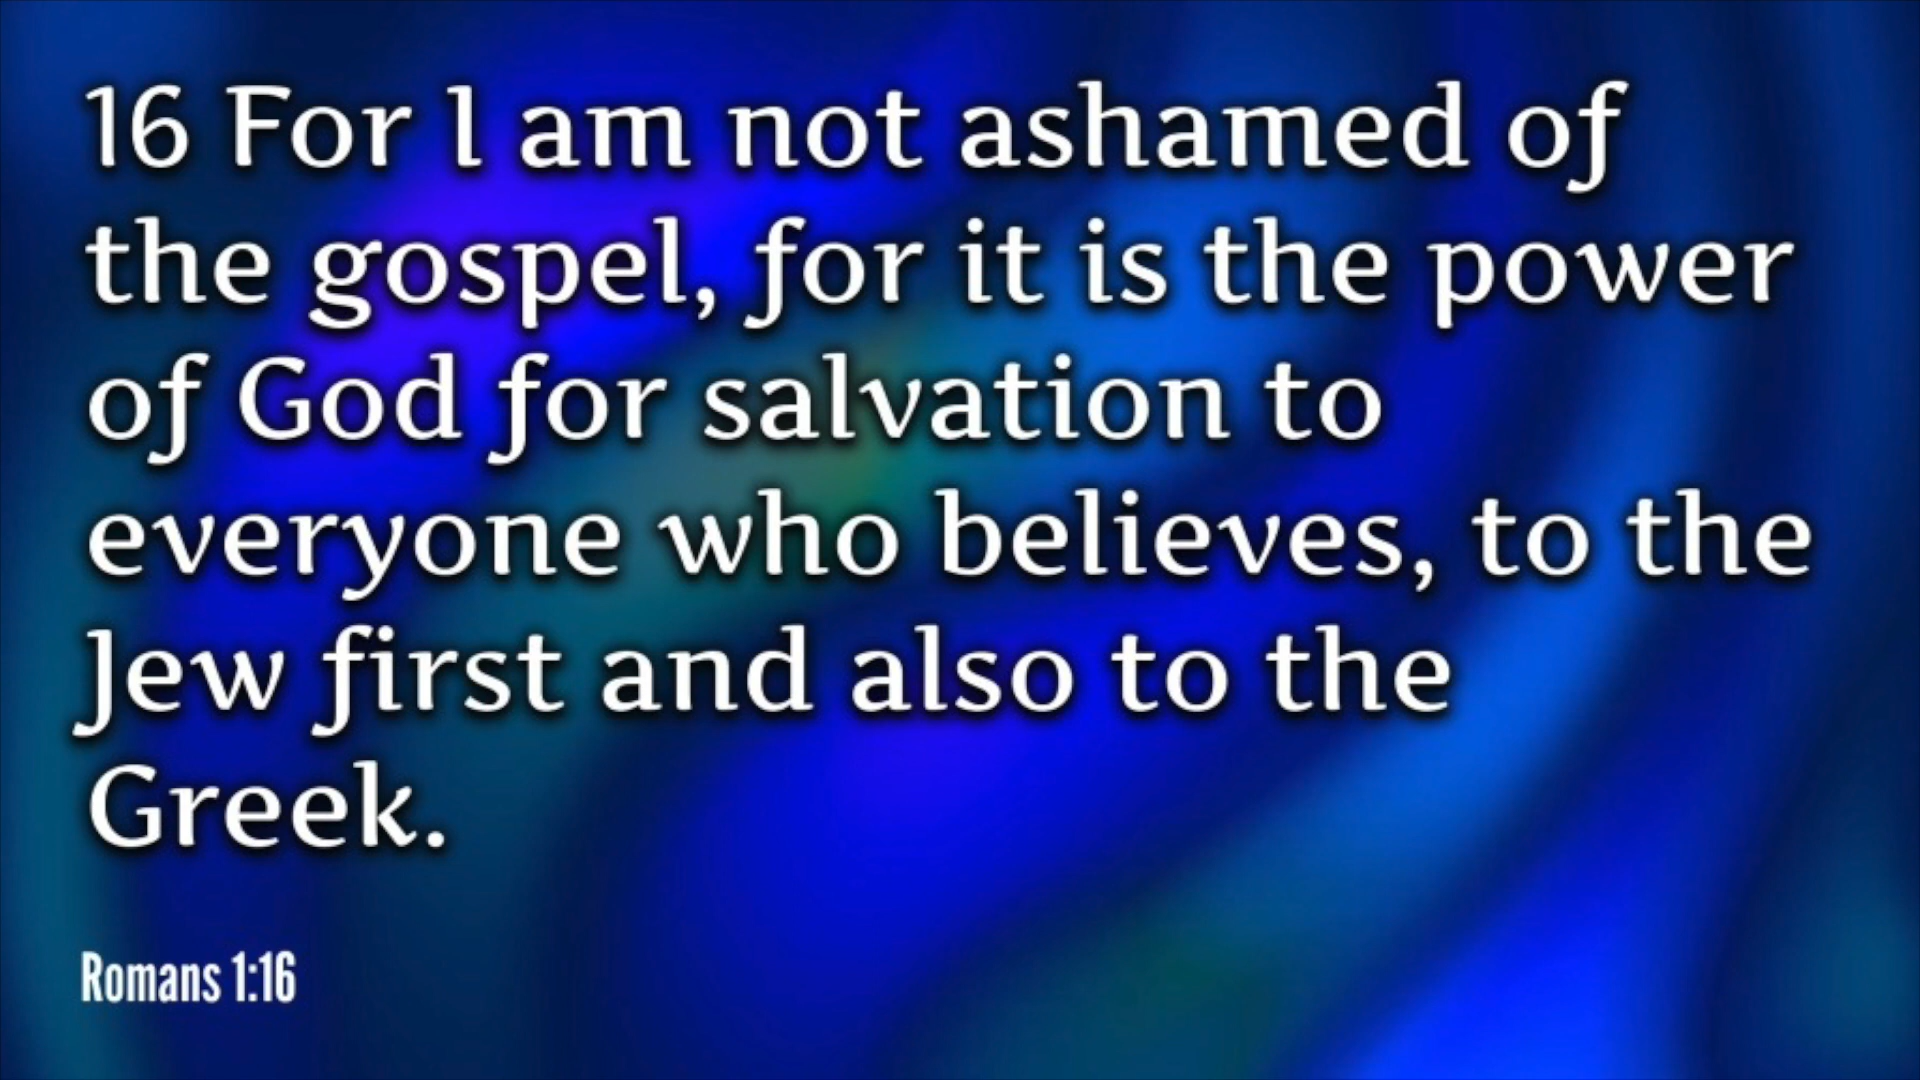 16 For I am not ashamed of
the gospel, for it is the power
of God for salvation to
everyone who believes, to the
Jew first and also to the
Greek.
Romans 1:16